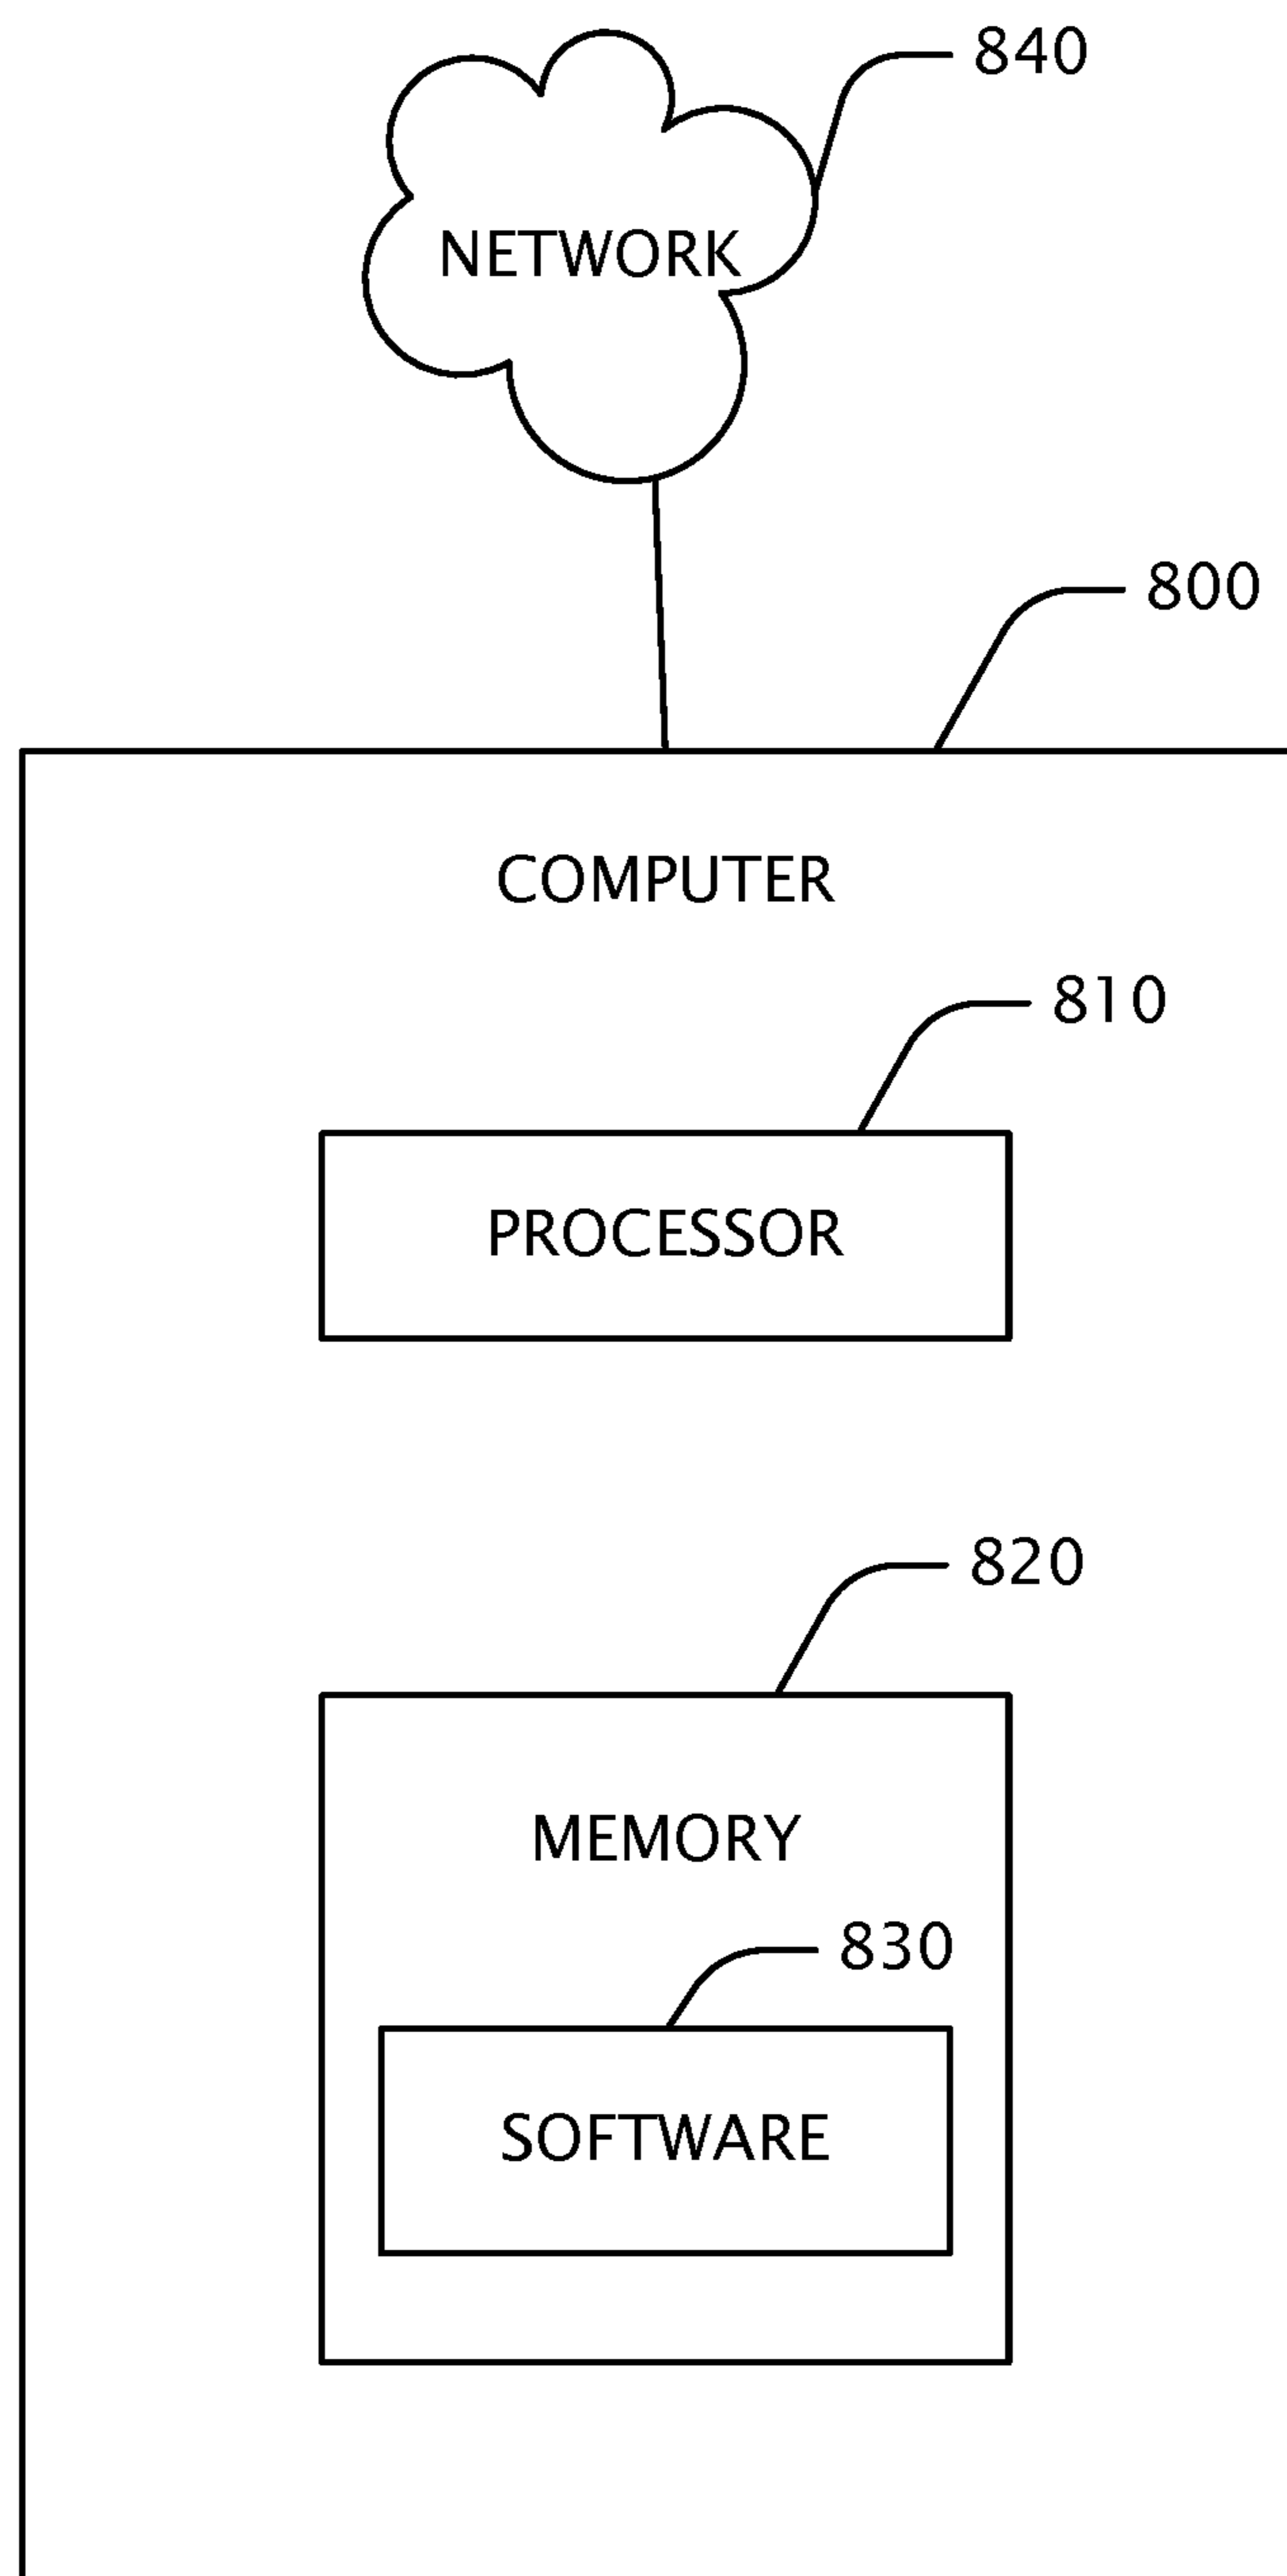 840
NETWORK
800
COMPUTER
810
PROCESSOR
820
MEMORY
830
SOFTWARE